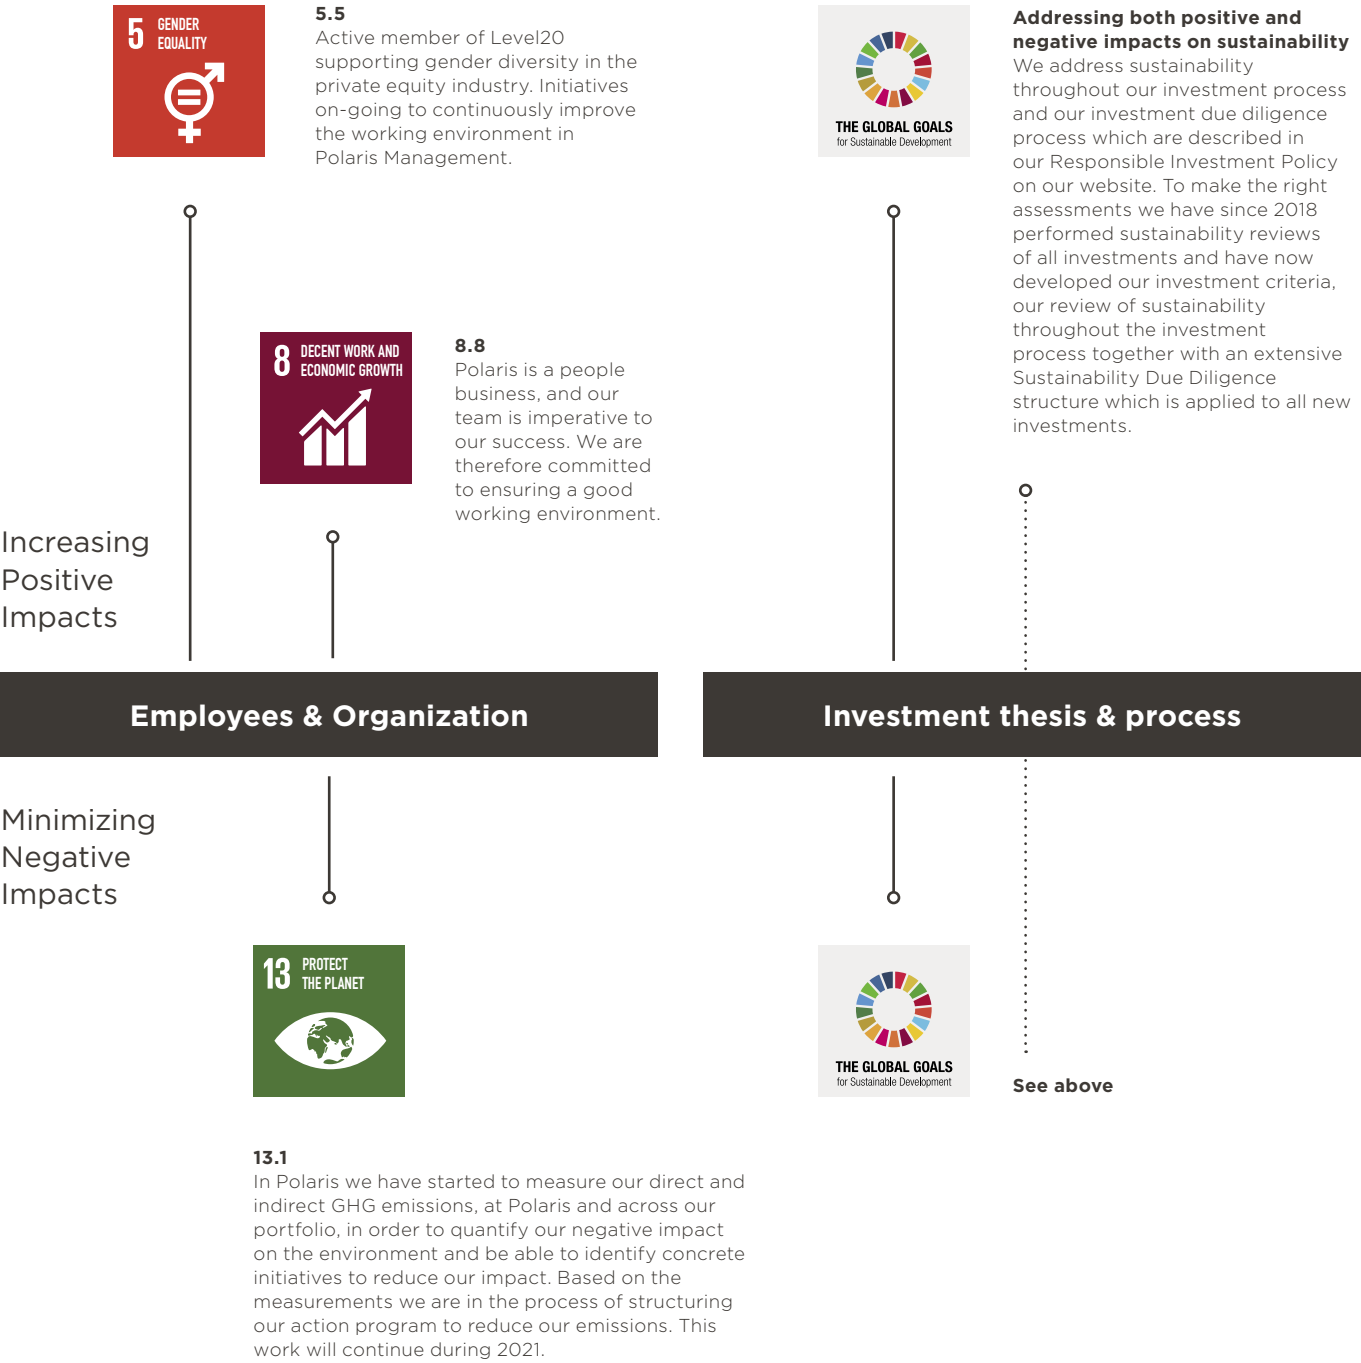 5 GENDER
EQUALITY
5.5
Active member of Level20
supporting gender diversity in the
private equity industry. Initiatives
on-going to continuously improve
the working environment in
Polaris Management.
8 DECENT WORK AND
ECONOMIC GROWTH
8.8
Polaris is a people
business, and our
team is imperative to
our success. We are
therefore committed
to ensuring a good
working environment.
THE GLOBAL GOALS
for Sustainable Development
Addressing both positive and
negative impacts on sustainability
We address sustainability
throughout our investment process
and our investment due diligence
process which are described in
our Responsible Investment Policy
on our website. To make the right
assessments we have since 2018
performed sustainability reviews
of all investments and have now
developed our investment criteria,
our review of sustainability
throughout the investment
process together with an extensive
Sustainability Due Diligence
structure which is applied to all new
investments.
Increasing
Positive
Impacts
Employees & Organization
Investment thesis & process
Minimizing
Negative
Impacts
13 PROTECT
THE PLANET
13.1
In Polaris we have started to measure our direct and
indirect GHG emissions, at Polaris and across our
portfolio, in order to quantify our negative impact
on the environment and be able to identify concrete
initiatives to reduce our impact. Based on the
measurements we are in the process of structuring
our action program to reduce our emissions. This
work will continue during 2021.
THE GLOBAL GOALS
for Sustainable Development
See above